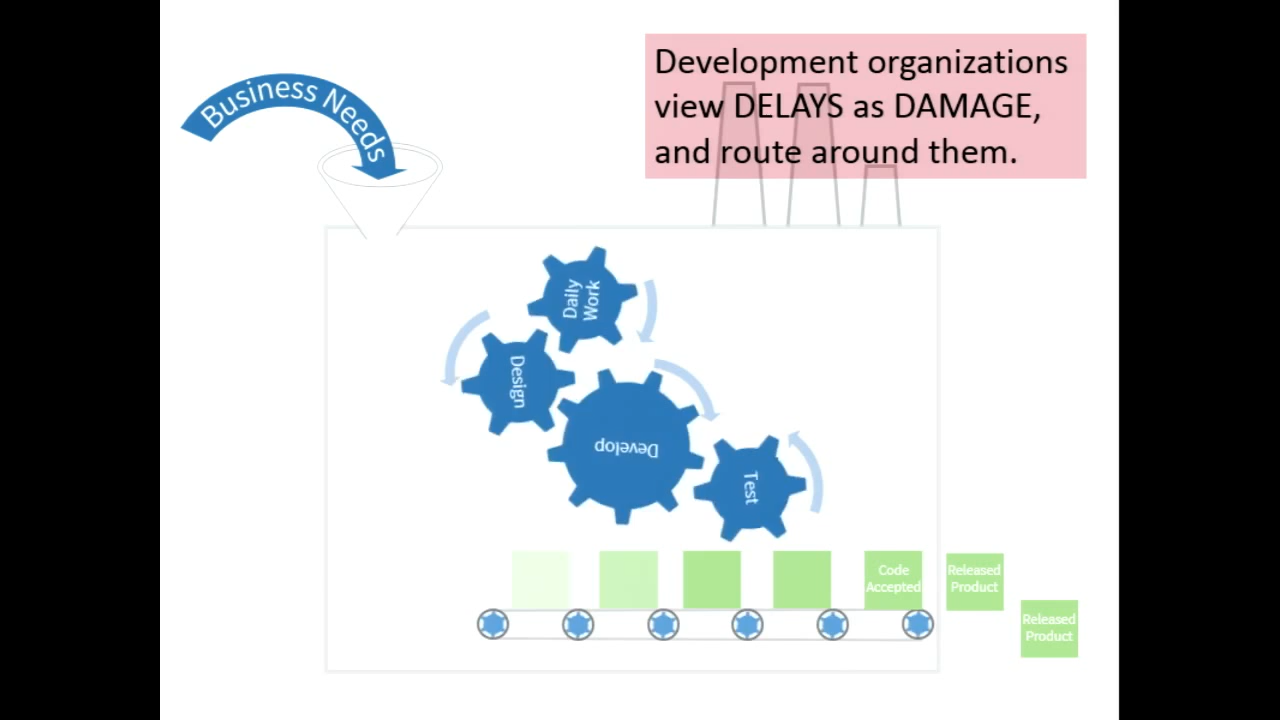 Development organizations
view DELAYS as DAMAGE,
and route around them.
Business Needs
Daily
Work
Design
Develop
Test
Code
Accepted
Released
Product
Released
Product